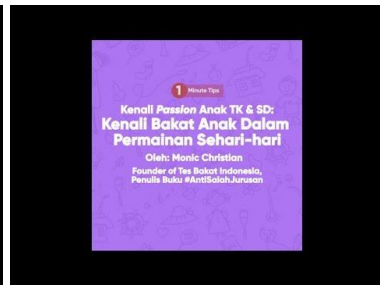 1 Minute Tips
Kenali Passion Anak TK & SD:
Kenali Bakat Anak Dalam
Permainan Sehari-hari
Oleh: Monic Christian
Founder of Tes Bakat Indonesia,
Penulis Buku #AntiSalahJurusan